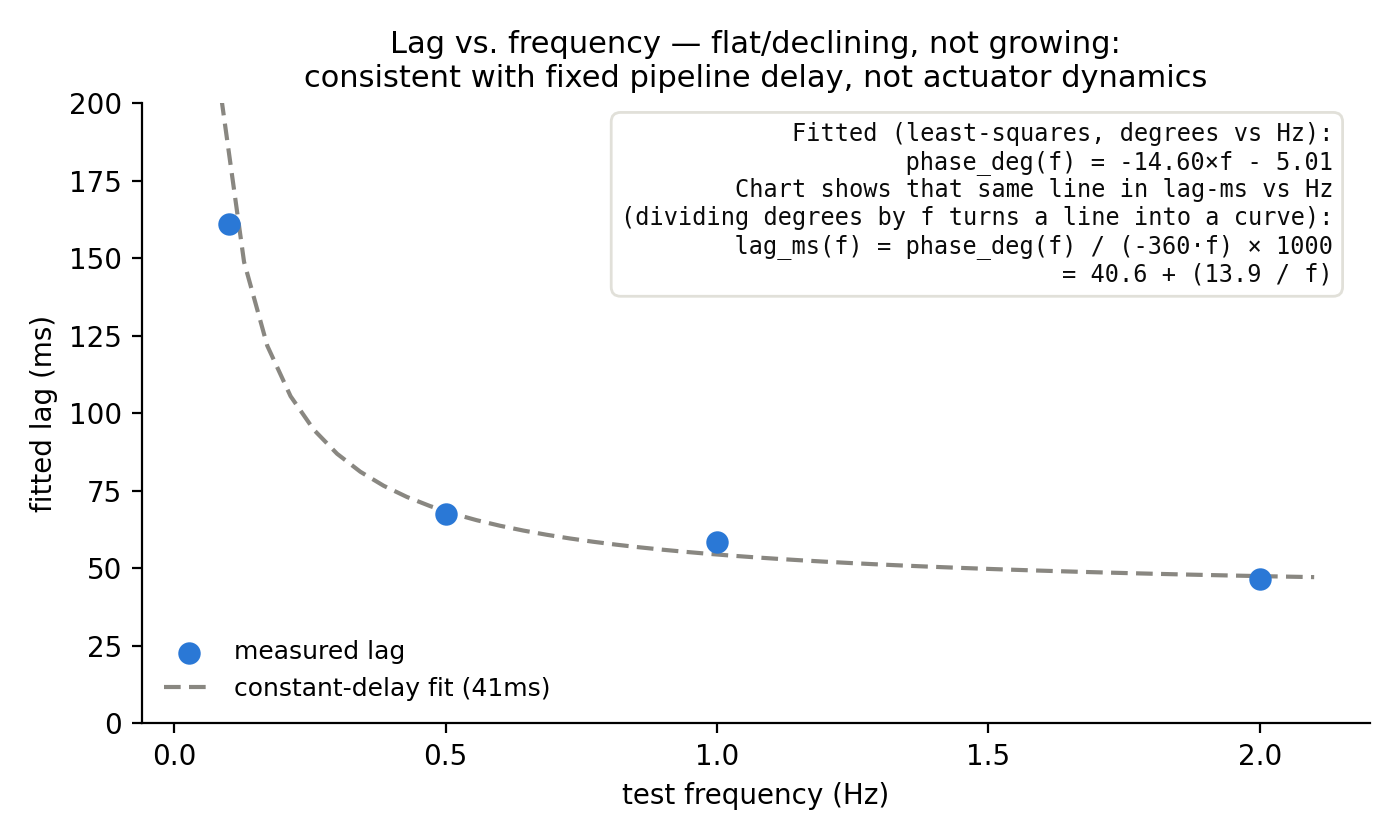 Lag vs. frequency — flat/declining, not growing:
consistent with fixed pipeline delay, not actuator dynamics
200
175
150
125
100
75
50
25
0
fitted lag (ms)
Fitted (least-squares, degrees vs Hz):
phase_deg(f) = -14.60×f - 5.01
Chart shows that same line in lag-ms vs Hz
(dividing degrees by f turns a line into a curve):
lag_ms(f) = phase_deg(f) / (-360·f) × 1000
= 40.6 + (13.9 / f)
measured lag
constant-delay fit (41ms)
0.0
0.5
1.0
1.5
2.0
test frequency (Hz)